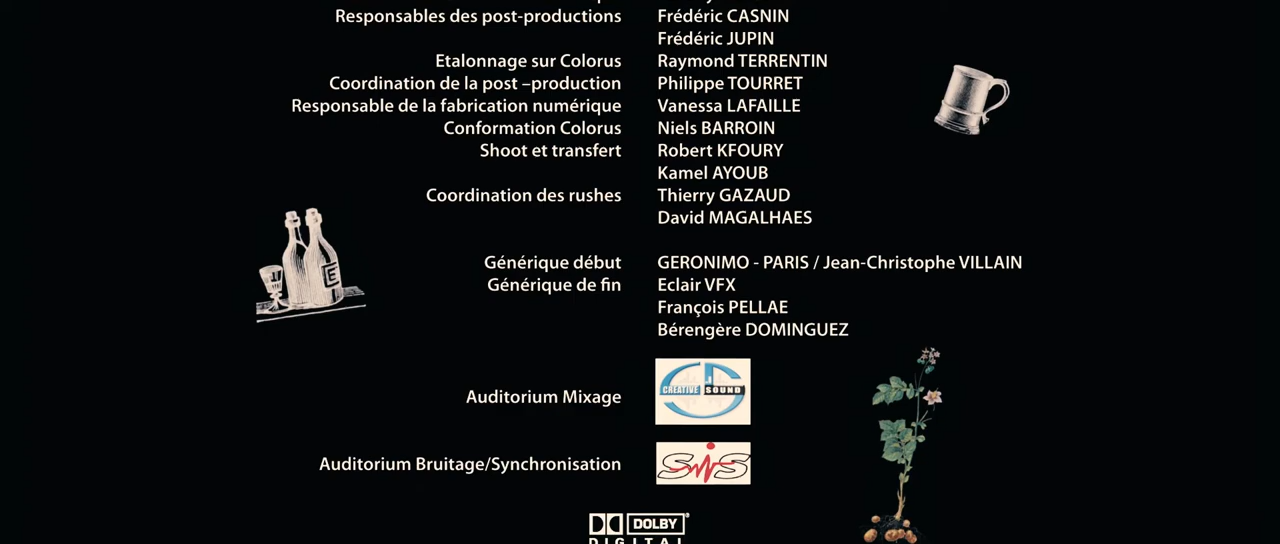 Responsables des post-productions Frédéric CASNIN
Frédéric JUPIN
Etalonnage sur Colorus Raymond TERRENTIN
Coordination de la post –production Philippe TOURRET
Responsable de la fabrication numérique Vanessa LAFAILLE
Conformation Colorus Niels BARROIN
Shoot et transfert Robert KFOURY
Kamel AYOUB
Coordination des rushes Thierry GAZAUD
David MAGALHAES
Générique début GERONIMO - PARIS / Jean-Christophe VILLAIN
Générique de fin Eclair VFX
François PELLAE
Bérengère DOMINGUEZ
Auditorium Mixage CREATIVE SOUND
Auditorium Bruitage/Synchronisation SIS
DOLBY
DIGITAL